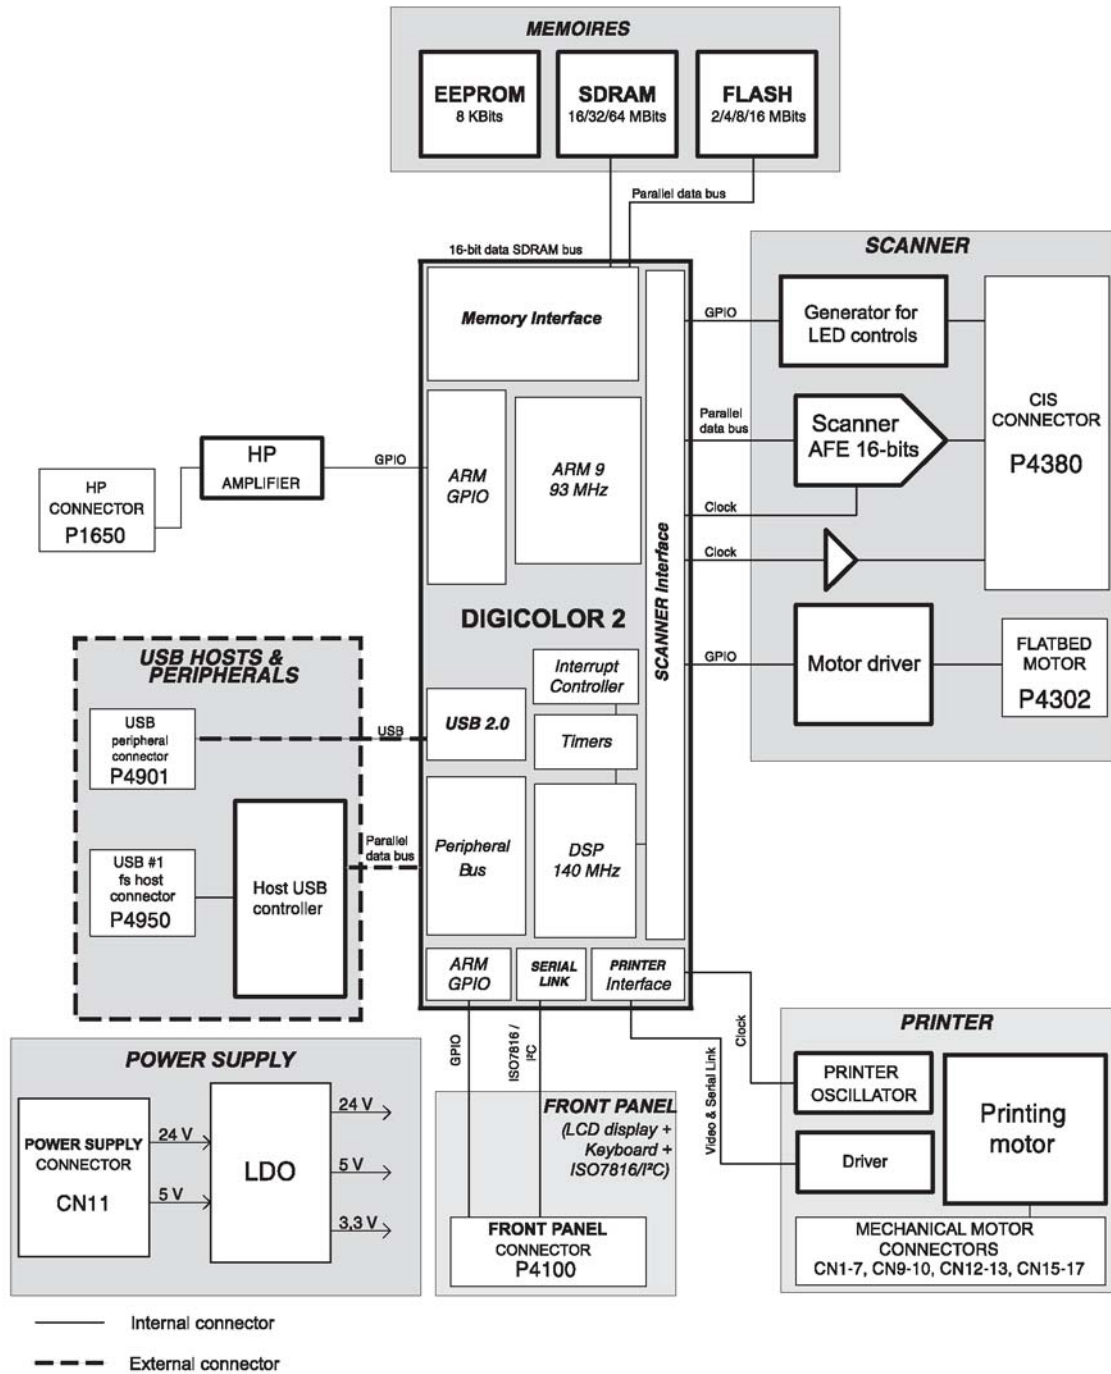 MEMOIRES
EEPROM
8 KBits
SDRAM
16/32/64 MBits
FLASH
2/4/8/16 MBits
Parallel data bus
16-bit data SDRAM bus
Memory Interface
SCANNER
GPIO
Generator for
LED controls
CIS
CONNECTOR
P4380
Parallel
data bus
Scanner
AFE 16-bits
Clock
Clock
GPIO
Motor driver
FLATBED
MOTOR
P4302
HP
CONNECTOR
P1650
HP
AMPLIFIER
GPIO
ARM
GPIO
ARM 9
93 MHz
SCANNER Interface
DIGICOLOR 2
Interrupt
Controller
Timers
DSP
140 MHz
USB 2.0
Peripheral
Bus
ARM
GPIO
SERIAL
LINK
PRINTER
Interface
USB HOSTS &
PERIPHERALS
USB
peripheral
connector
P4901
USB
USB #1
fs host
connector
P4950
Host USB
controller
Parallel
data bus
POWER SUPPLY
POWER SUPPLY
CONNECTOR
CN11
24 V
5 V
LDO
24 V
5 V
3,3 V
GPIO
ISO7816 /
I²C
FRONT PANEL
(LCD display +
Keyboard +
ISO7816/I²C)
FRONT PANEL
CONNECTOR
P4100
Video & Serial Link
Clock
PRINTER
PRINTER
OSCILLATOR
Driver
Printing
motor
MECHANICAL MOTOR
CONNECTORS
CN1-7, CN9-10, CN12-13, CN15-17
Internal connector
External connector